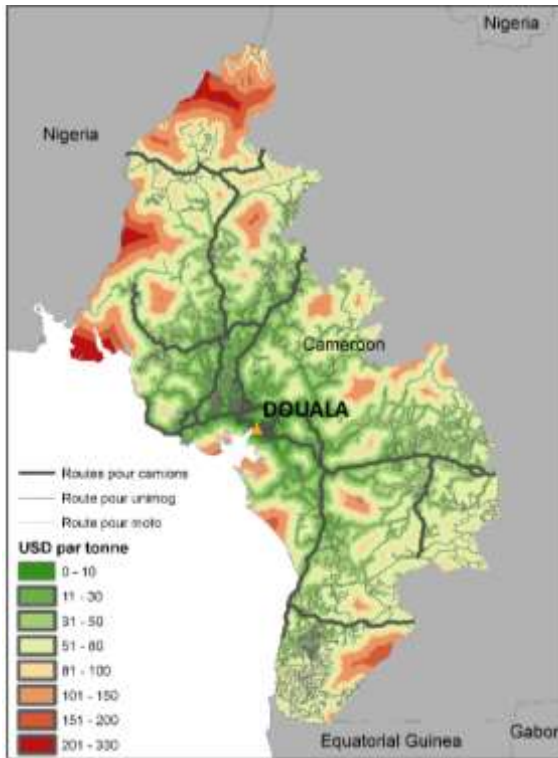 Nigeria
Nigeria
Cameroon
DOUALA
Routes pour camions
Route pour unimog
Route pour moto
USD par tonne
0 - 10
11 - 30
31 - 50
51 - 80
81 - 100
101 - 150
151 - 200
201 - 330
Gabon
Equatorial Guinea